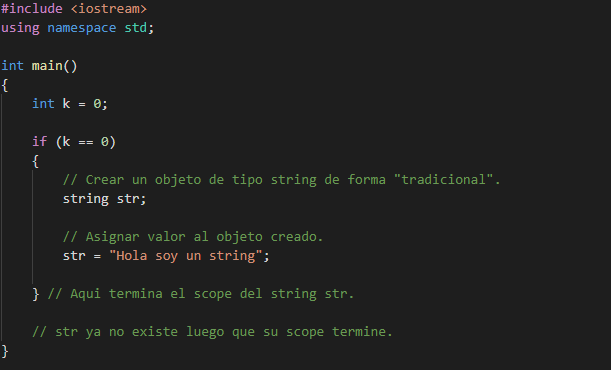 #include <iostream>
using namespace std;
int main()
{
int k = 0;
if (k == 0)
{
// Crear un objeto de tipo string de forma "tradicional".
string str;
// Asignar valor al objeto creado.
str = "Hola soy un string";
} // Aqui termina el scope del string str.
// str ya no existe luego que su scope termine.
}